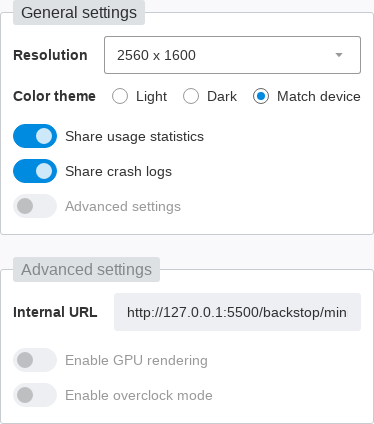 General settings
Resolution 2560 x 1600
Color theme Light Dark Match device
Share usage statistics
Share crash logs
Advanced settings
Advanced settings
Internal URL http://127.0.0.1:5500/backstop/min
Enable GPU rendering
Enable overclock mode